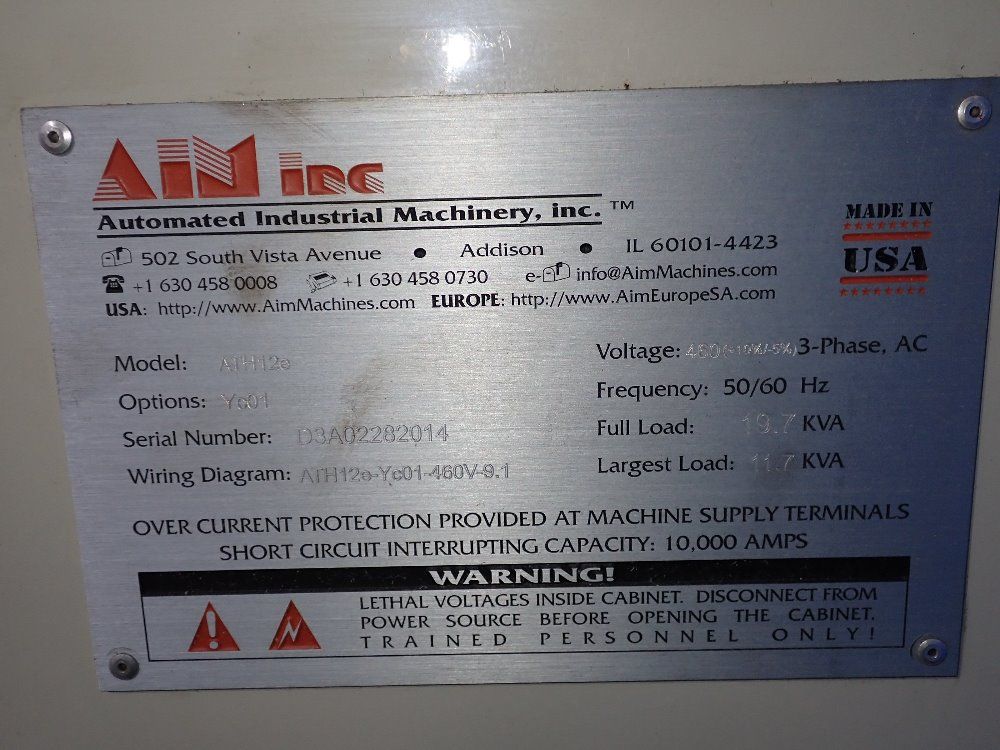 AIM inc
Automated Industrial Machinery, inc. ™
502 South Vista Avenue • Addison • IL 60101-4423
+1 630 458 0008 +1 630 458 0730 e- info@AimMachines.com
USA: http://www.AimMachines.com EUROPE: http://www.AimEuropeSA.com
MADE IN
USA
Model: AFH12e
Options: Yc01
Serial Number: D3A02282014
Wiring Diagram: AFH12e-Yc01-460V-9.1
Voltage: 460(+10%/-5%) 3-Phase, AC
Frequency: 50/60 Hz
Full Load: 19.7 KVA
Largest Load: 11.7 KVA
OVER CURRENT PROTECTION PROVIDED AT MACHINE SUPPLY TERMINALS
SHORT CIRCUIT INTERRUPTING CAPACITY: 10,000 AMPS
WARNING!
LETHAL VOLTAGES INSIDE CABINET. DISCONNECT FROM
POWER SOURCE BEFORE OPENING THE CABINET.
TRAINED PERSONNEL ONLY!